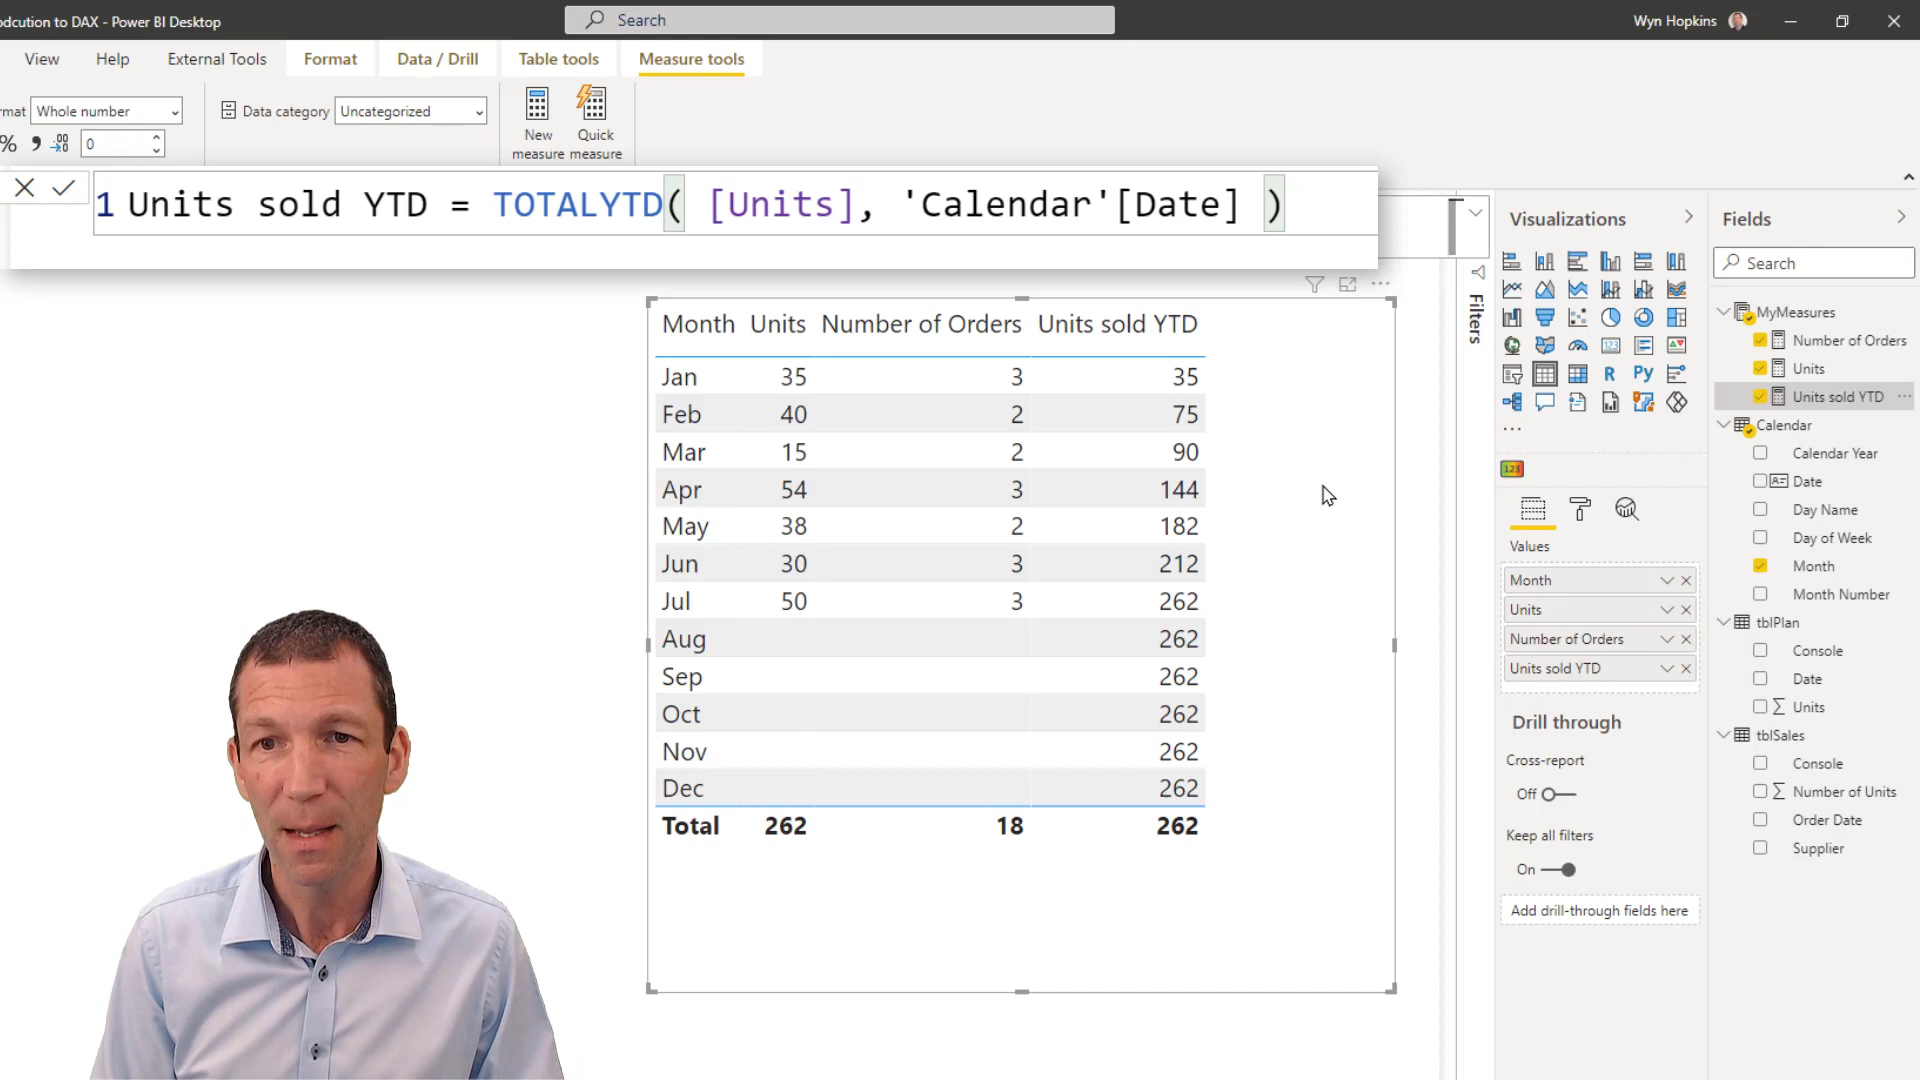 odcution to DAX - Power BI Desktop
Search
Wyn Hopkins
View Help External Tools Format Data / Drill Table tools Measure tools
mat Whole number
Data category Uncategorized
% 0
New measure
Quick measure
1 Units sold YTD = TOTALYTD( [Units], 'Calendar'[Date] )
Month Units Number of Orders Units sold YTD
Jan 35 3 35
Feb 40 2 75
Mar 15 2 90
Apr 54 3 144
May 38 2 182
Jun 30 3 212
Jul 50 3 262
Aug 262
Sep 262
Oct 262
Nov 262
Dec 262
Total 262 18 262
Filters
Visualizations
123
R Py
123
Values
Month
Units
Number of Orders
Units sold YTD
Drill through
Cross-report
Off
Keep all filters
On
Add drill-through fields here
Fields
Search
MyMeasures
Number of Orders
Units
Units sold YTD
Calendar
Calendar Year
Date
Day Name
Day of Week
Month
Month Number
tblPlan
Console
Date
Units
tblSales
Console
Number of Units
Order Date
Supplier